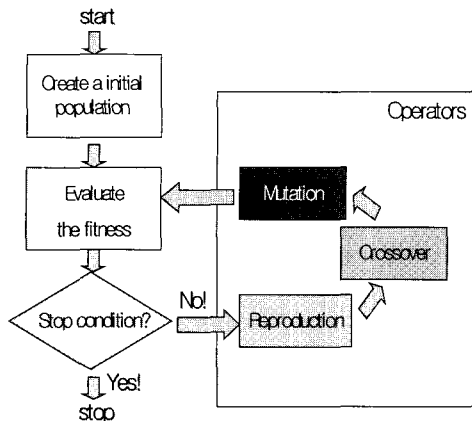 start
Create a initial
population
Operators
Evaluate
the fitness
Mutation
Crossover
No!
Stop condition?
Reproduction
Yes!
stop